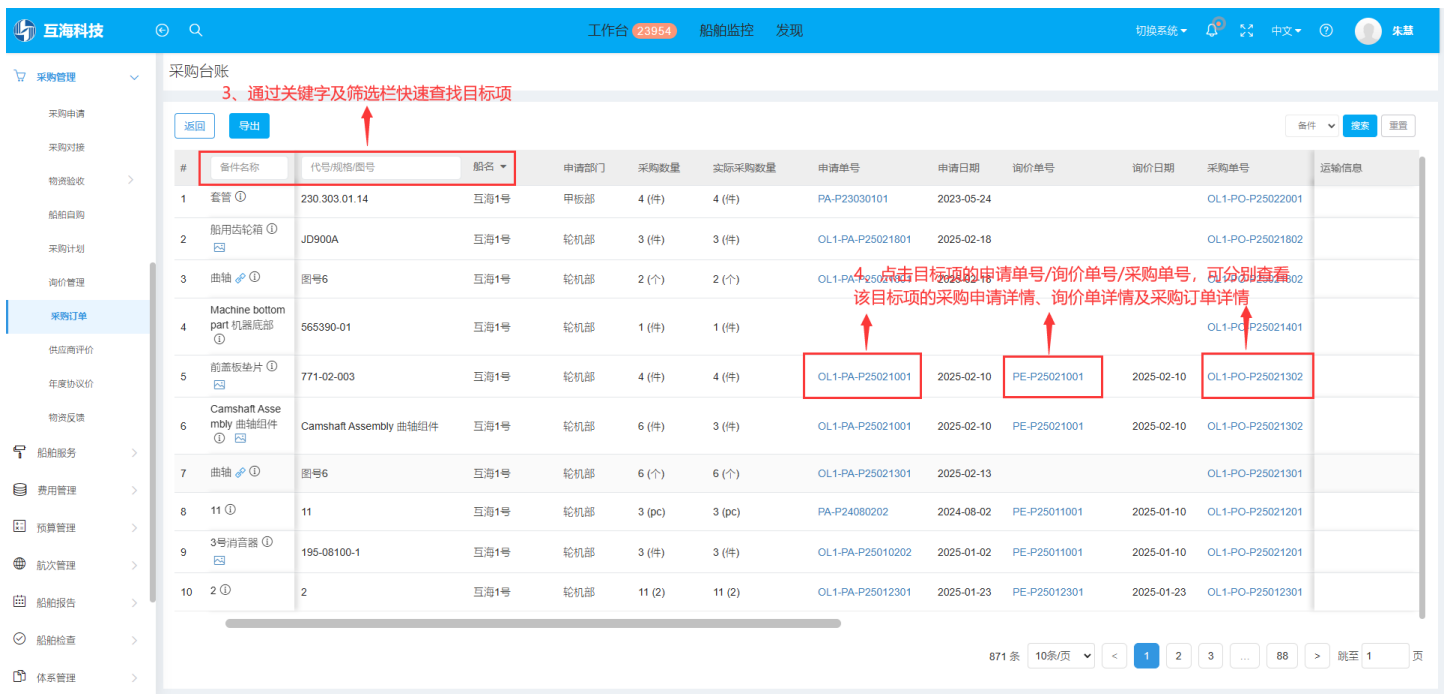 互海科技
工作台 23954 船舶监控 发现
切换系统 中文 朱慧
采购管理
采购申请
采购对接
物资验收
船舶自购
采购计划
询价管理
采购订单
供应商评价
年度协议价
物资反馈
船舶服务
费用管理
预算管理
航次管理
船舶报告
船舶检查
体系管理
采购台账
3、通过关键字及筛选栏快速查找目标项
返回 导出 备件 搜索 重置
# 备件名称 代号/规格/图号 船名 申请部门 采购数量 实际采购数量 申请单号 申请日期 询价单号 询价日期 采购单号 运输信息
1 套管 230.303.01.14 互海1号 甲板部 4 (件) 4 (件) PA-P23030101 2023-05-24 OL1-PO-P25022001
2 船用齿轮箱 JD900A 互海1号 轮机部 3 (件) 3 (件) OL1-PA-P25021801 2025-02-18 OL1-PO-P25021802
3 曲轴 图号6 互海1号 轮机部 2 (个) 2 (个) OL1-PA-P25021801 2025-02-18 OL1-PO-P25021802
4、点击目标项的申请单号/询价单号/采购单号，可分别查看
该目标项的采购申请详情、询价单详情及采购订单详情
4 Machine bottom
part 机器底部 565390-01 互海1号 轮机部 1 (件) 1 (件) OL1-PO-P25021401
5 前盖板垫片 771-02-003 互海1号 轮机部 4 (件) 4 (件) OL1-PA-P25021001 2025-02-10 PE-P25021001 2025-02-10 OL1-PO-P25021302
6 Camshaft Asse
mbly 曲轴组件 Camshaft Assembly 曲轴组件 互海1号 轮机部 6 (件) 3 (件) OL1-PA-P25021001 2025-02-10 PE-P25021001 2025-02-10 OL1-PO-P25021302
7 曲轴 图号6 互海1号 轮机部 6 (个) 6 (个) OL1-PA-P25021301 2025-02-13 OL1-PO-P25021301
8 11 11 互海1号 轮机部 3 (pc) 3 (pc) PA-P24080202 2024-08-02 PE-P25011001 2025-01-10 OL1-PO-P25021201
9 3号消音器 195-08100-1 互海1号 轮机部 3 (件) 3 (件) OL1-PA-P25010202 2025-01-02 PE-P25011001 2025-01-10 OL1-PO-P25021201
10 2 2 互海1号 轮机部 11 (2) 11 (2) OL1-PA-P25012301 2025-01-23 PE-P25012301 2025-01-23 OL1-PO-P25012301
871 条 10条/页 < 1 2 3 ... 88 > 跳至 1 页